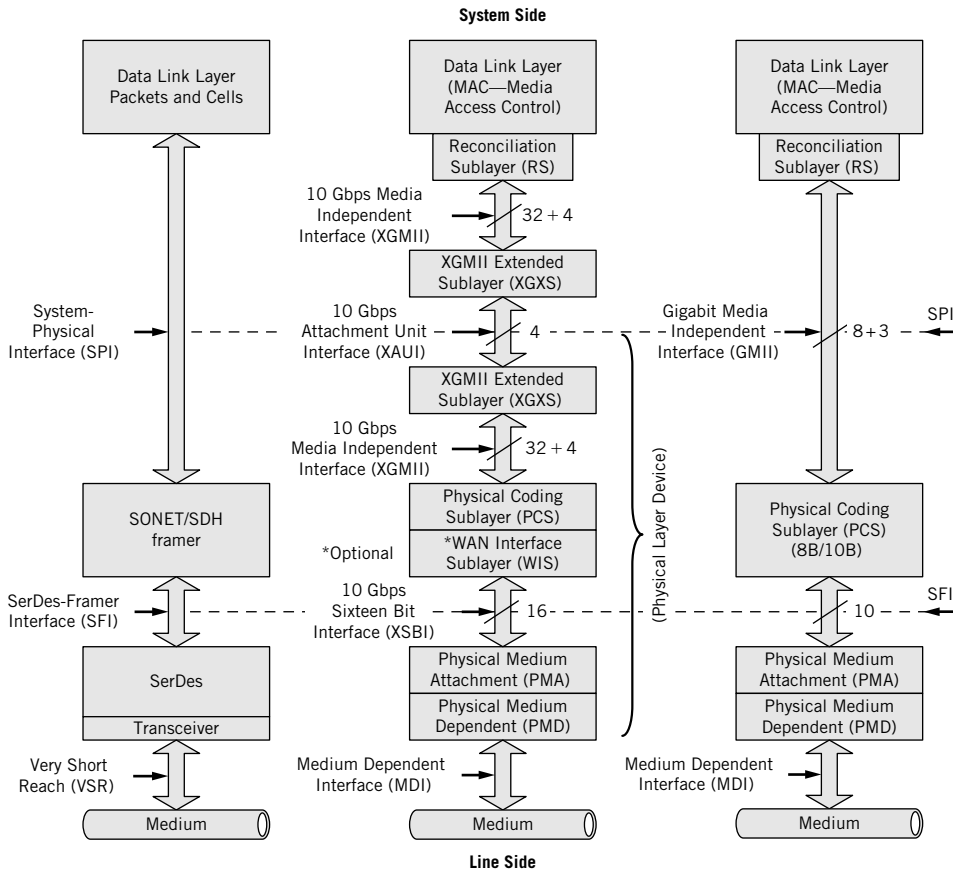 System Side
Data Link Layer
Packets and Cells
Data Link Layer
(MAC—Media
Access Control)
Data Link Layer
(MAC—Media
Access Control)
Reconciliation
Sublayer (RS)
Reconciliation
Sublayer (RS)
10 Gbps Media
Independent
Interface (XGMII)
32 + 4
XGMII Extended
Sublayer (XGXS)
System-
Physical
Interface (SPI)
10 Gbps
Attachment Unit
Interface (XAUI)
4
Gigabit Media
Independent
Interface (GMII)
8+3
SPI
XGMII Extended
Sublayer (XGXS)
10 Gbps
Media Independent
Interface (XGMII)
32 + 4
(Physical Layer Device)
SONET/SDH
framer
Physical Coding
Sublayer (PCS)
*Optional
*WAN Interface
Sublayer (WIS)
Physical Coding
Sublayer (PCS)
(8B/10B)
SerDes-Framer
Interface (SFI)
10 Gbps
Sixteen Bit
Interface (XSBI)
16
10
SFI
SerDes
Transceiver
Physical Medium
Attachment (PMA)
Physical Medium
Dependent (PMD)
Physical Medium
Attachment (PMA)
Physical Medium
Dependent (PMD)
Very Short
Reach (VSR)
Medium Dependent
Interface (MDI)
Medium Dependent
Interface (MDI)
Medium
Medium
Medium
Line Side